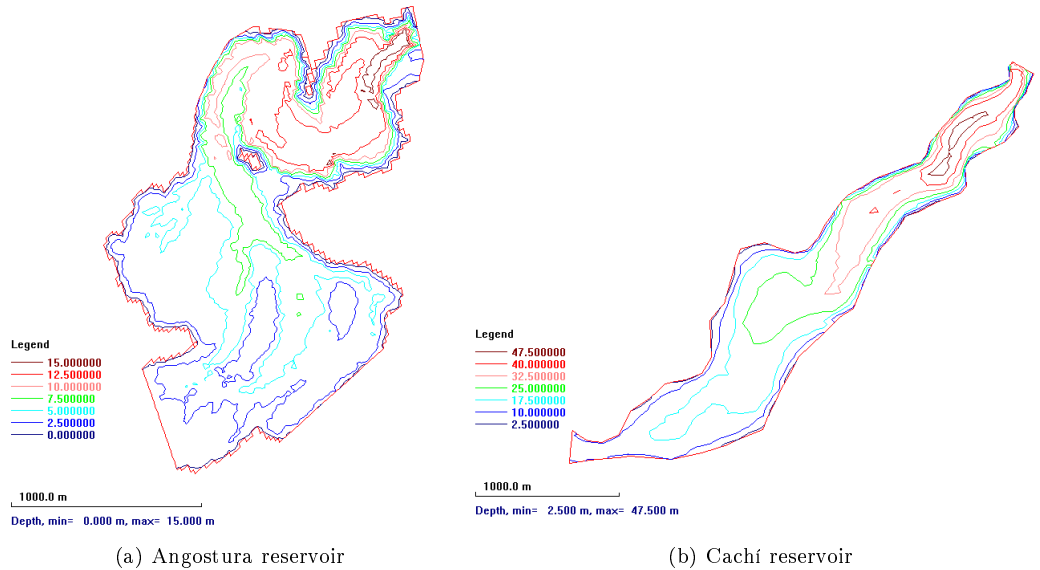 Legend
15.000000
12.500000
10.000000
7.500000
5.000000
2.500000
0.000000
1000.0 m
Depth, min= 0.000 m, max= 15.000 m
(a) Angostura reservoir
Legend
47.500000
40.000000
32.500000
25.000000
17.500000
10.000000
2.500000
1000.0 m
Depth, min= 2.500 m, max= 47.500 m
(b) Cachí reservoir